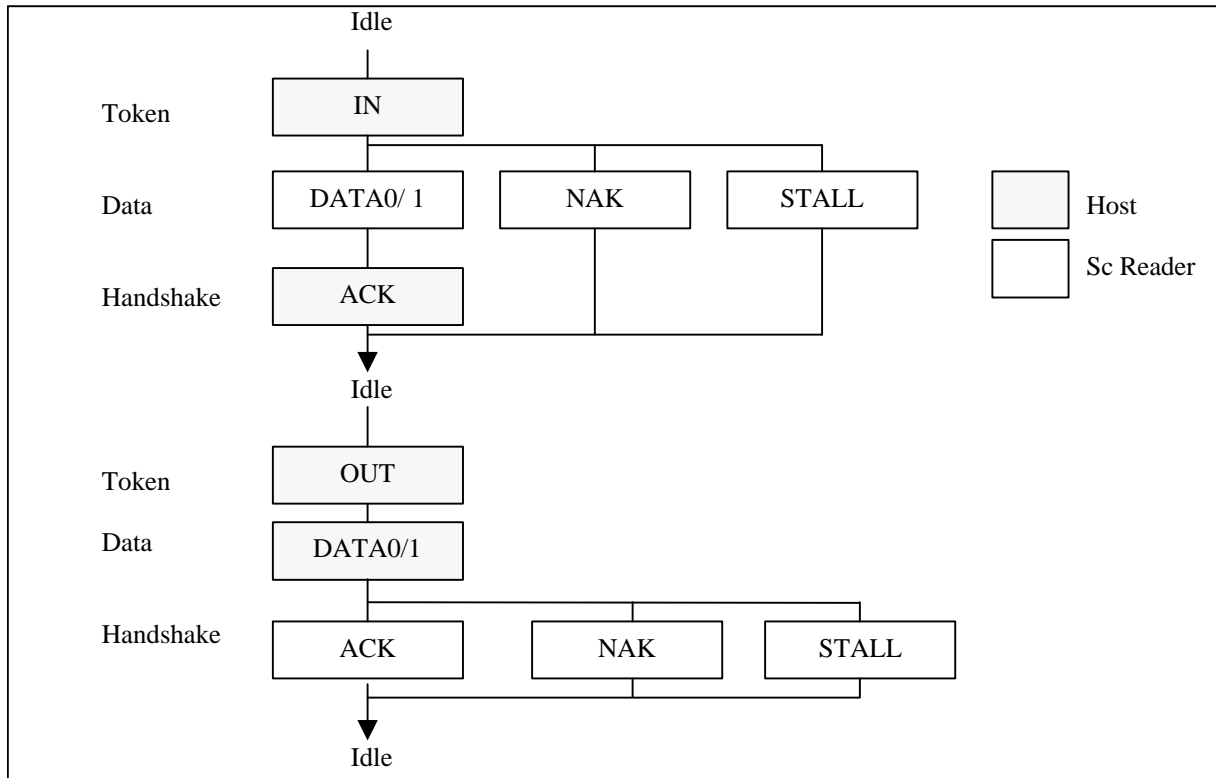 Idle
Token
IN
Data
DATA0/ 1
NAK
STALL
Host
Sc Reader
Handshake
ACK
Idle
Token
OUT
Data
DATA0/1
Handshake
ACK
NAK
STALL
Idle